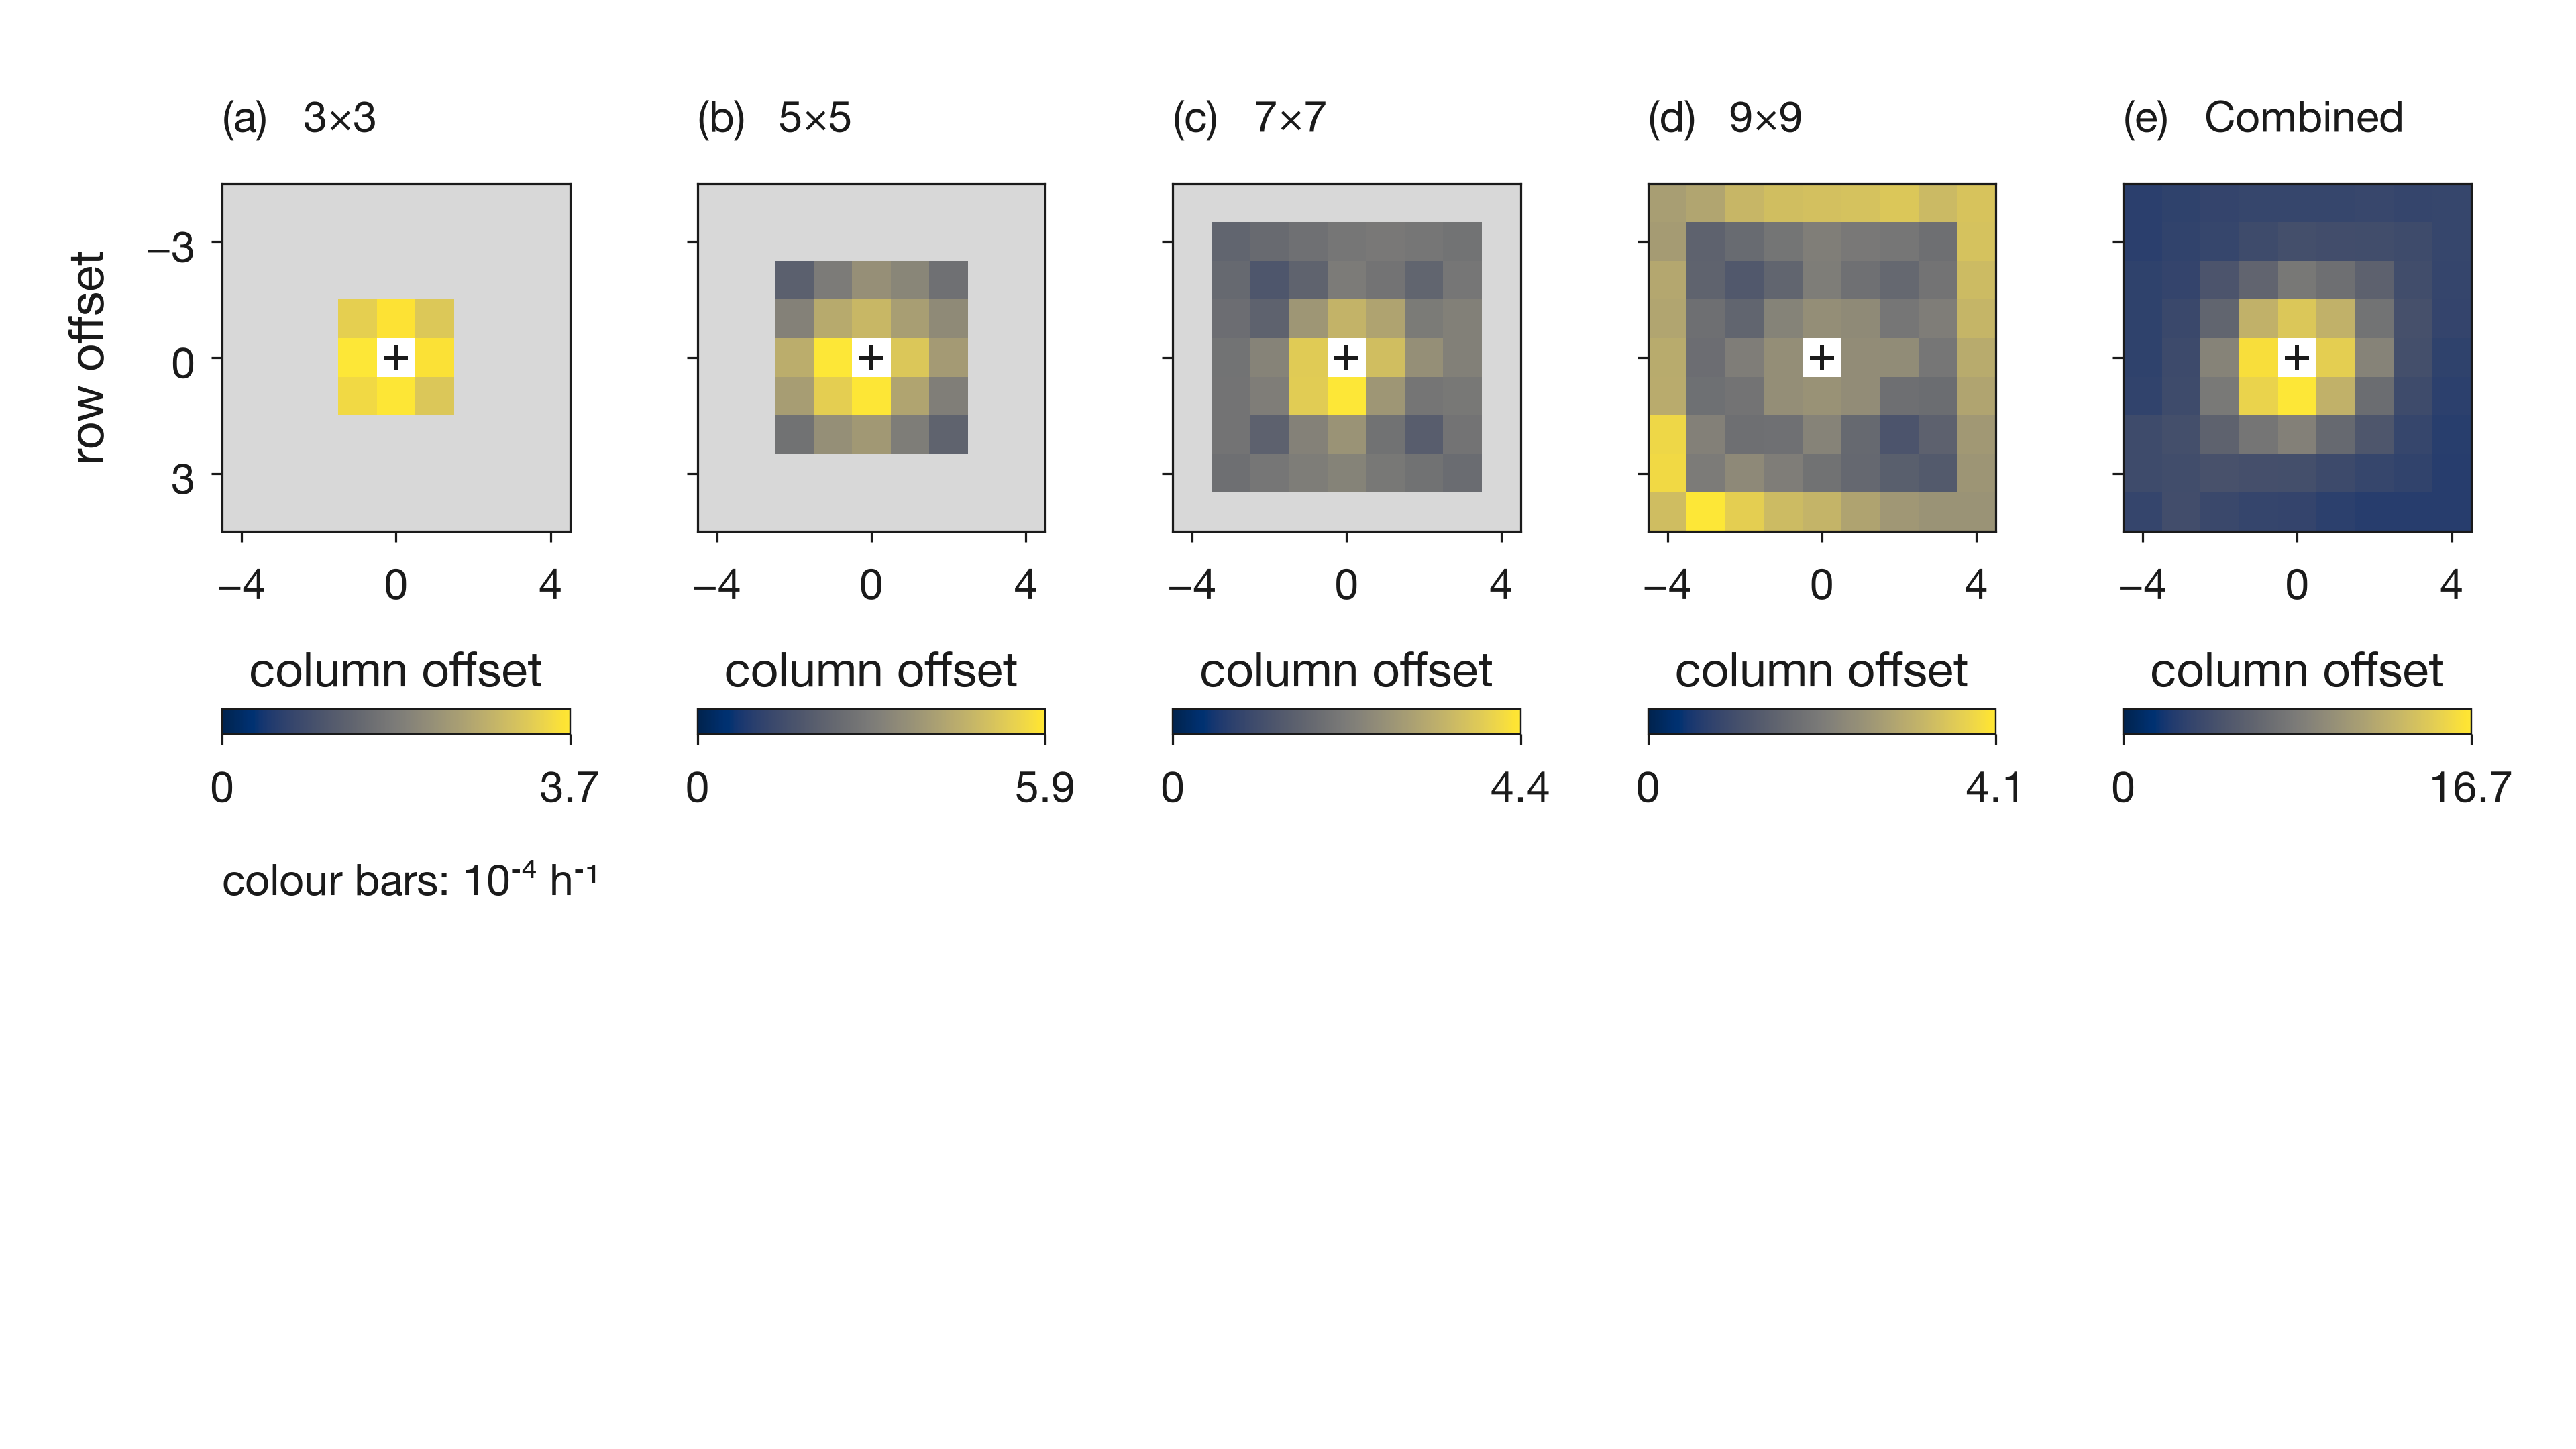 (a) 3×3
(b) 5×5
(c) 7×7
(d) 9×9
(e) Combined
row offset
−3
0
3
−4 0 4
−4 0 4
−4 0 4
−4 0 4
−4 0 4
column offset
column offset
column offset
column offset
column offset
0 3.7
0 5.9
0 4.4
0 4.1
0 16.7
colour bars: 10⁻⁴ h⁻¹